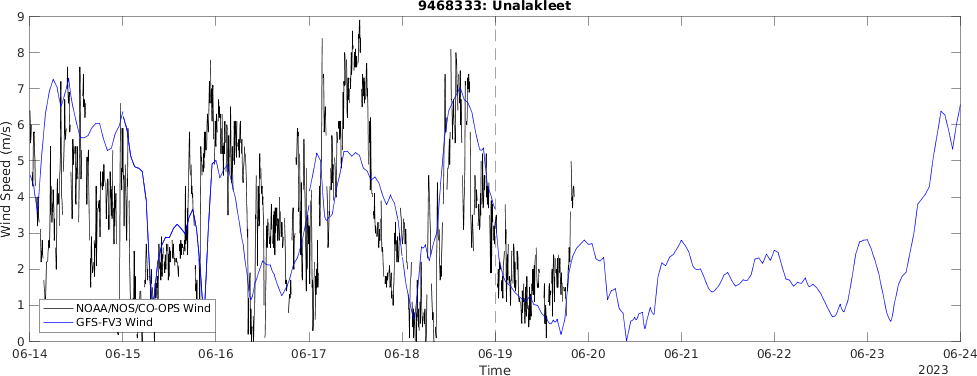 9468333: Unalakleet
9
8
7
6
5
4
3
2
1
0
Wind Speed (m/s)
NOAA/NOS/CO-OPS Wind
GFS-FV3 Wind
06-14 06-15 06-16 06-17 06-18 06-19 06-20 06-21 06-22 06-23 06-24
Time
2023